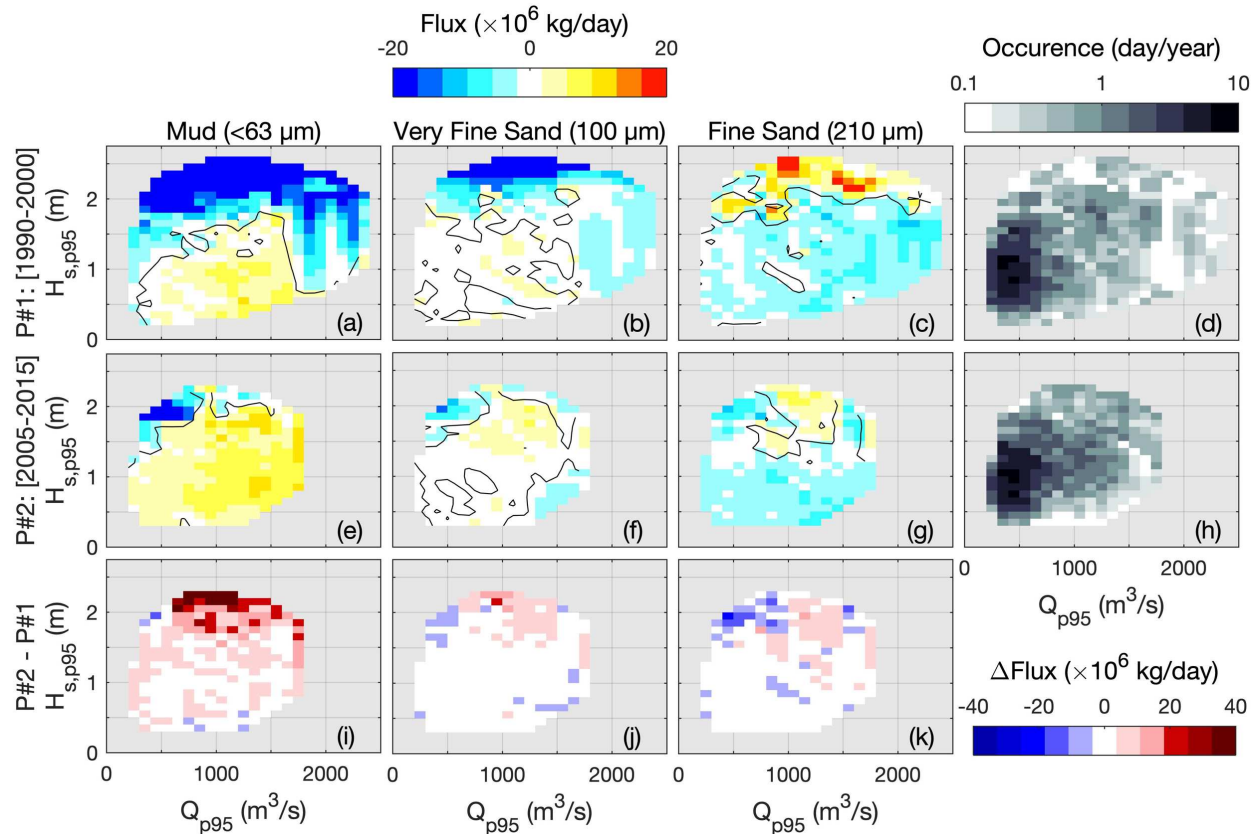 Flux (×10⁶ kg/day)
-20 0 20
Occurence (day/year)
0.1 1 10
Mud (<63 µm)
Very Fine Sand (100 µm)
Fine Sand (210 µm)
P#1: [1990-2000]
H_s,p95 (m)
2
1
0
(a)
(b)
(c)
(d)
P#2: [2005-2015]
H_s,p95 (m)
2
1
0
(e)
(f)
(g)
(h)
0 1000 2000
Q_p95 (m³/s)
P#2 - P#1
H_s,p95 (m)
2
1
0
(i)
(j)
(k)
ΔFlux (×10⁶ kg/day)
-40 -20 0 20 40
0 1000 2000
0 1000 2000
0 1000 2000
Q_p95 (m³/s)
Q_p95 (m³/s)
Q_p95 (m³/s)